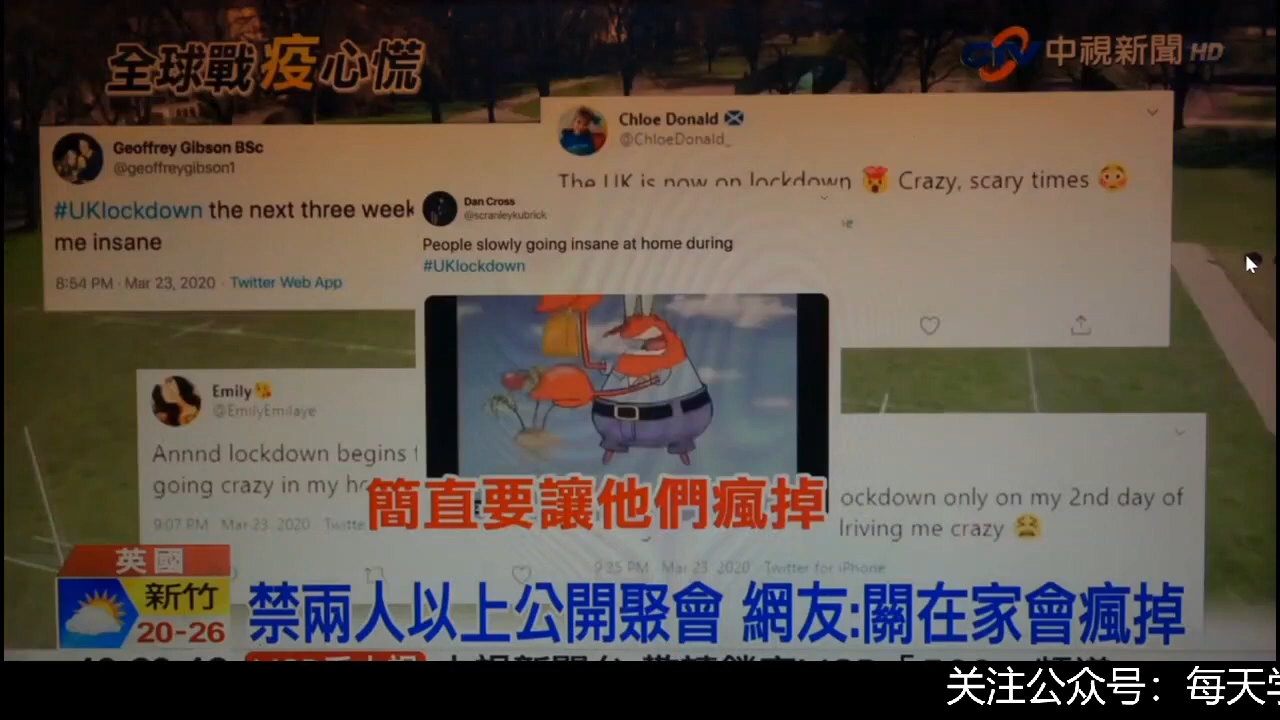 全球戰疫心慌
CTV 中視新聞 HD
Geoffrey Gibson BSc
@geoffreygibson1
#UKlockdown the next three week
me insane
8:54 PM · Mar 23, 2020 · Twitter Web App
Chloe Donald
@ChloeDonald_
The UK is now on lockdown 🤯 Crazy, scary times 😳
Dan Cross
@scranleykubrick
People slowly going insane at home during
#UKlockdown
Emily😘
@EmilyEmilaye
Annnd lockdown begins
going crazy in my
9:07 PM · Mar 23, 2020 · Twitte
ockdown only on my 2nd day of
lriving me crazy 😫
9:25 PM · Mar 23, 2020 · Twitter for iPhone
簡直要讓他們瘋掉
英國
新竹
20-26
禁兩人以上公開聚會 網友:關在家會瘋掉
关注公众号：每天学